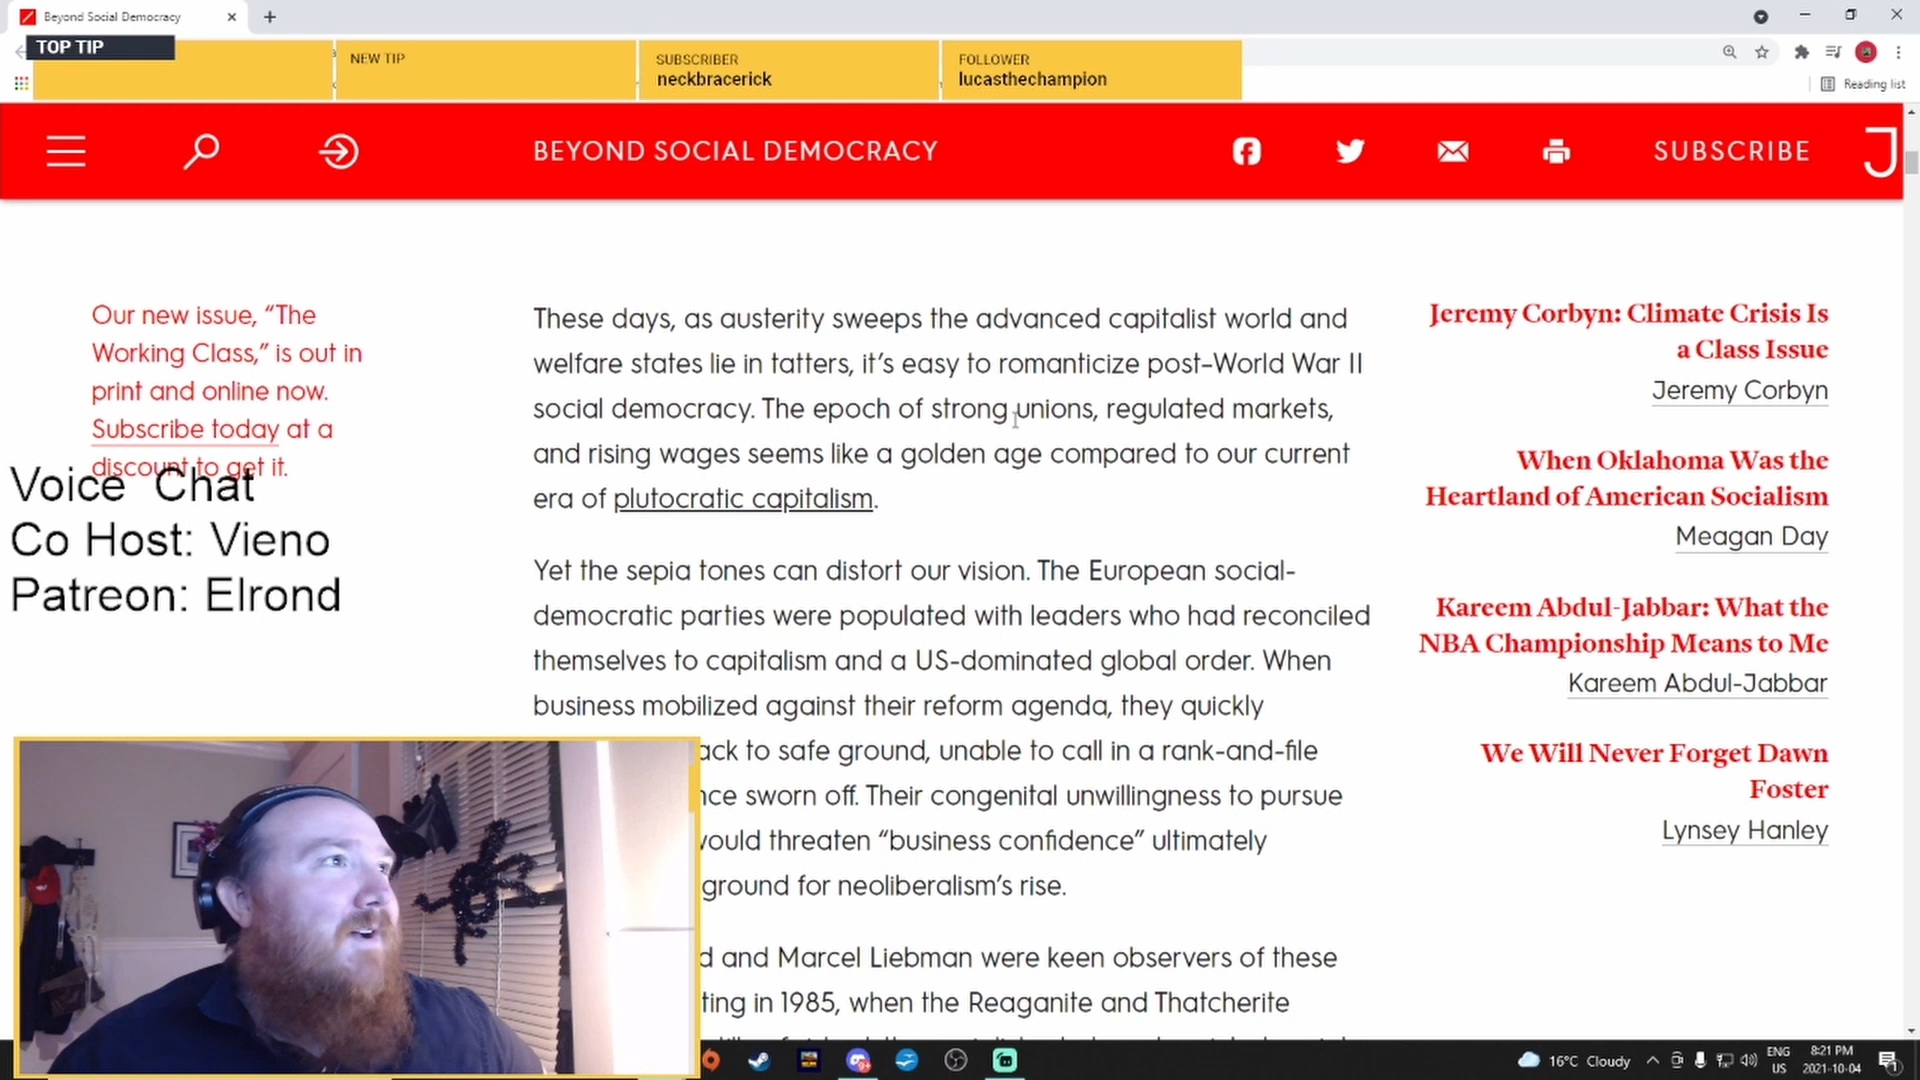 Beyond Social Democracy
TOP TIP
NEW TIP
SUBSCRIBER
neckbracerick
FOLLOWER
lucasthechampion
Reading list
BEYOND SOCIAL DEMOCRACY
SUBSCRIBE
J
Our new issue, “The
Working Class,” is out in
print and online now.
Subscribe today at a
discount to get it.
Voice Chat
Co Host: Vieno
Patreon: Elrond
These days, as austerity sweeps the advanced capitalist world and
welfare states lie in tatters, it’s easy to romanticize post–World War II
social democracy. The epoch of strong unions, regulated markets,
and rising wages seems like a golden age compared to our current
era of plutocratic capitalism.
Yet the sepia tones can distort our vision. The European social-
democratic parties were populated with leaders who had reconciled
themselves to capitalism and a US-dominated global order. When
business mobilized against their reform agenda, they quickly
ack to safe ground, unable to call in a rank-and-file
nce sworn off. Their congenital unwillingness to pursue
would threaten “business confidence” ultimately
ground for neoliberalism’s rise.
d and Marcel Liebman were keen observers of these
ting in 1985, when the Reaganite and Thatcherite
Jeremy Corbyn: Climate Crisis Is
a Class Issue
Jeremy Corbyn
When Oklahoma Was the
Heartland of American Socialism
Meagan Day
Kareem Abdul-Jabbar: What the
NBA Championship Means to Me
Kareem Abdul-Jabbar
We Will Never Forget Dawn
Foster
Lynsey Hanley
16°C Cloudy
ENG
US
8:21 PM
2021-10-04